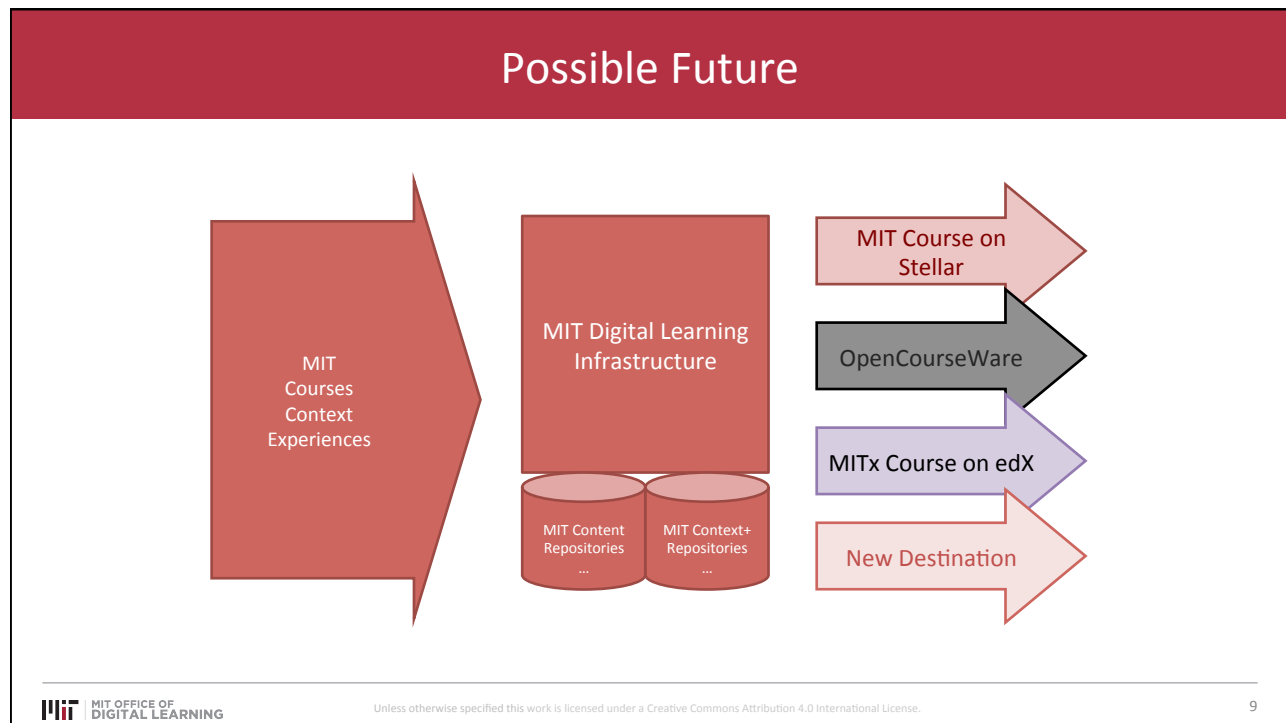 Possible Future
MIT
Courses
Context
Experiences
MIT Digital Learning
Infrastructure
MIT Content
Repositories
...
MIT Context+
Repositories
...
MIT Course on
Stellar
OpenCourseWare
MITx Course on edX
New Destination
MIT OFFICE OF
DIGITAL LEARNING
Unless otherwise specified this work is licensed under a Creative Commons Attribution 4.0 International License.
9